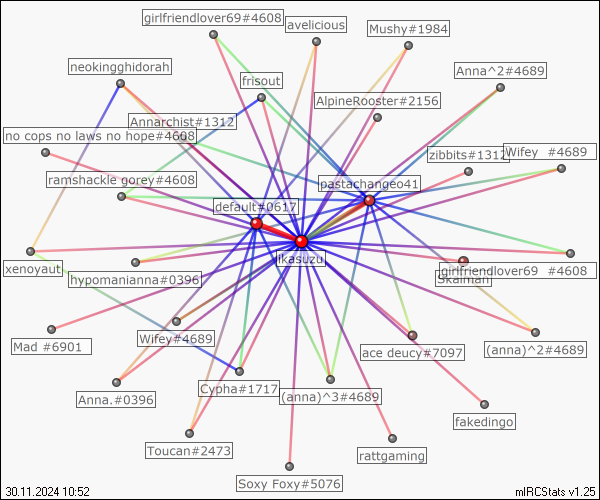 girlfriendlover69#4608
avelicious
Mushy#1984
neokingghidorah
frisout
Anna^2#4689
AlpineRooster#2156
Annarchist#1312
no cops no laws no hope#4608
zibbits#1312
Wifey #4689
ramshackle gorey#4608
pastachangeo41
default#0617
ikasuzu
xenoyaut
hypomanianna#0396
girlfriendlover69 #4608
Skaiman
Mad #6901
Wifey#4689
ace deucy#7097
(anna)^2#4689
Anna.#0396
Cypha#1717
(anna)^3#4689
fakedingo
Toucan#2473
rattgaming
Soxy Foxy#5076
30.11.2024 10:52
mIRCStats v1.25